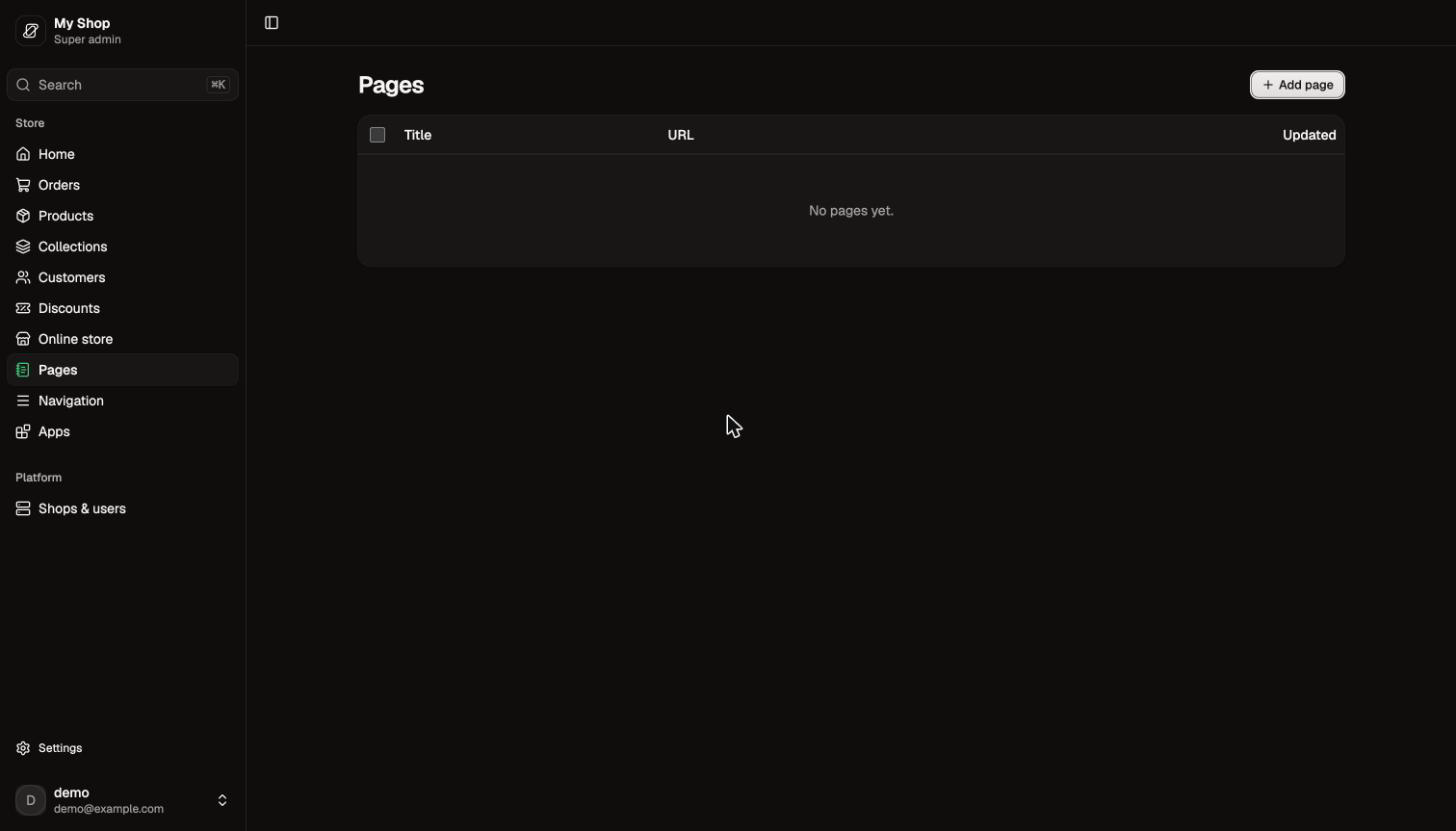 My Shop
Super admin
Search ⌘K
Store
Home
Orders
Products
Collections
Customers
Discounts
Online store
Pages
Navigation
Apps
Platform
Shops & users
Settings
D
demo
demo@example.com
Pages
+ Add page
Title URL Updated
No pages yet.